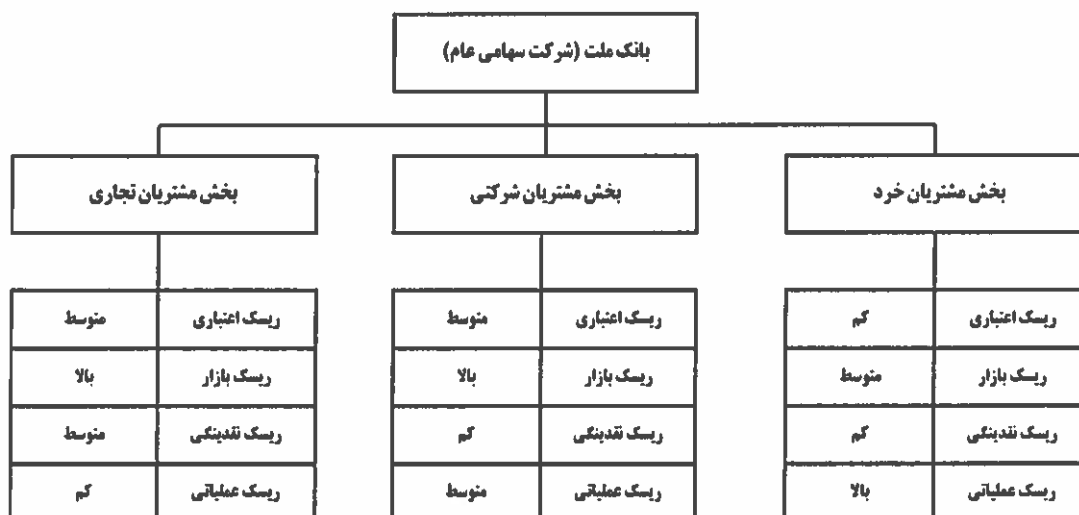 بانک ملت (شرکت سهامی عام)
بخش مشتریان خرد
بخش مشتریان شرکتی
بخش مشتریان تجاری
ریسک اعتباری کم
ریسک بازار متوسط
ریسک نقدینگی کم
ریسک عملیاتی بالا
ریسک اعتباری متوسط
ریسک بازار بالا
ریسک نقدینگی کم
ریسک عملیاتی متوسط
ریسک اعتباری متوسط
ریسک بازار بالا
ریسک نقدینگی متوسط
ریسک عملیاتی کم